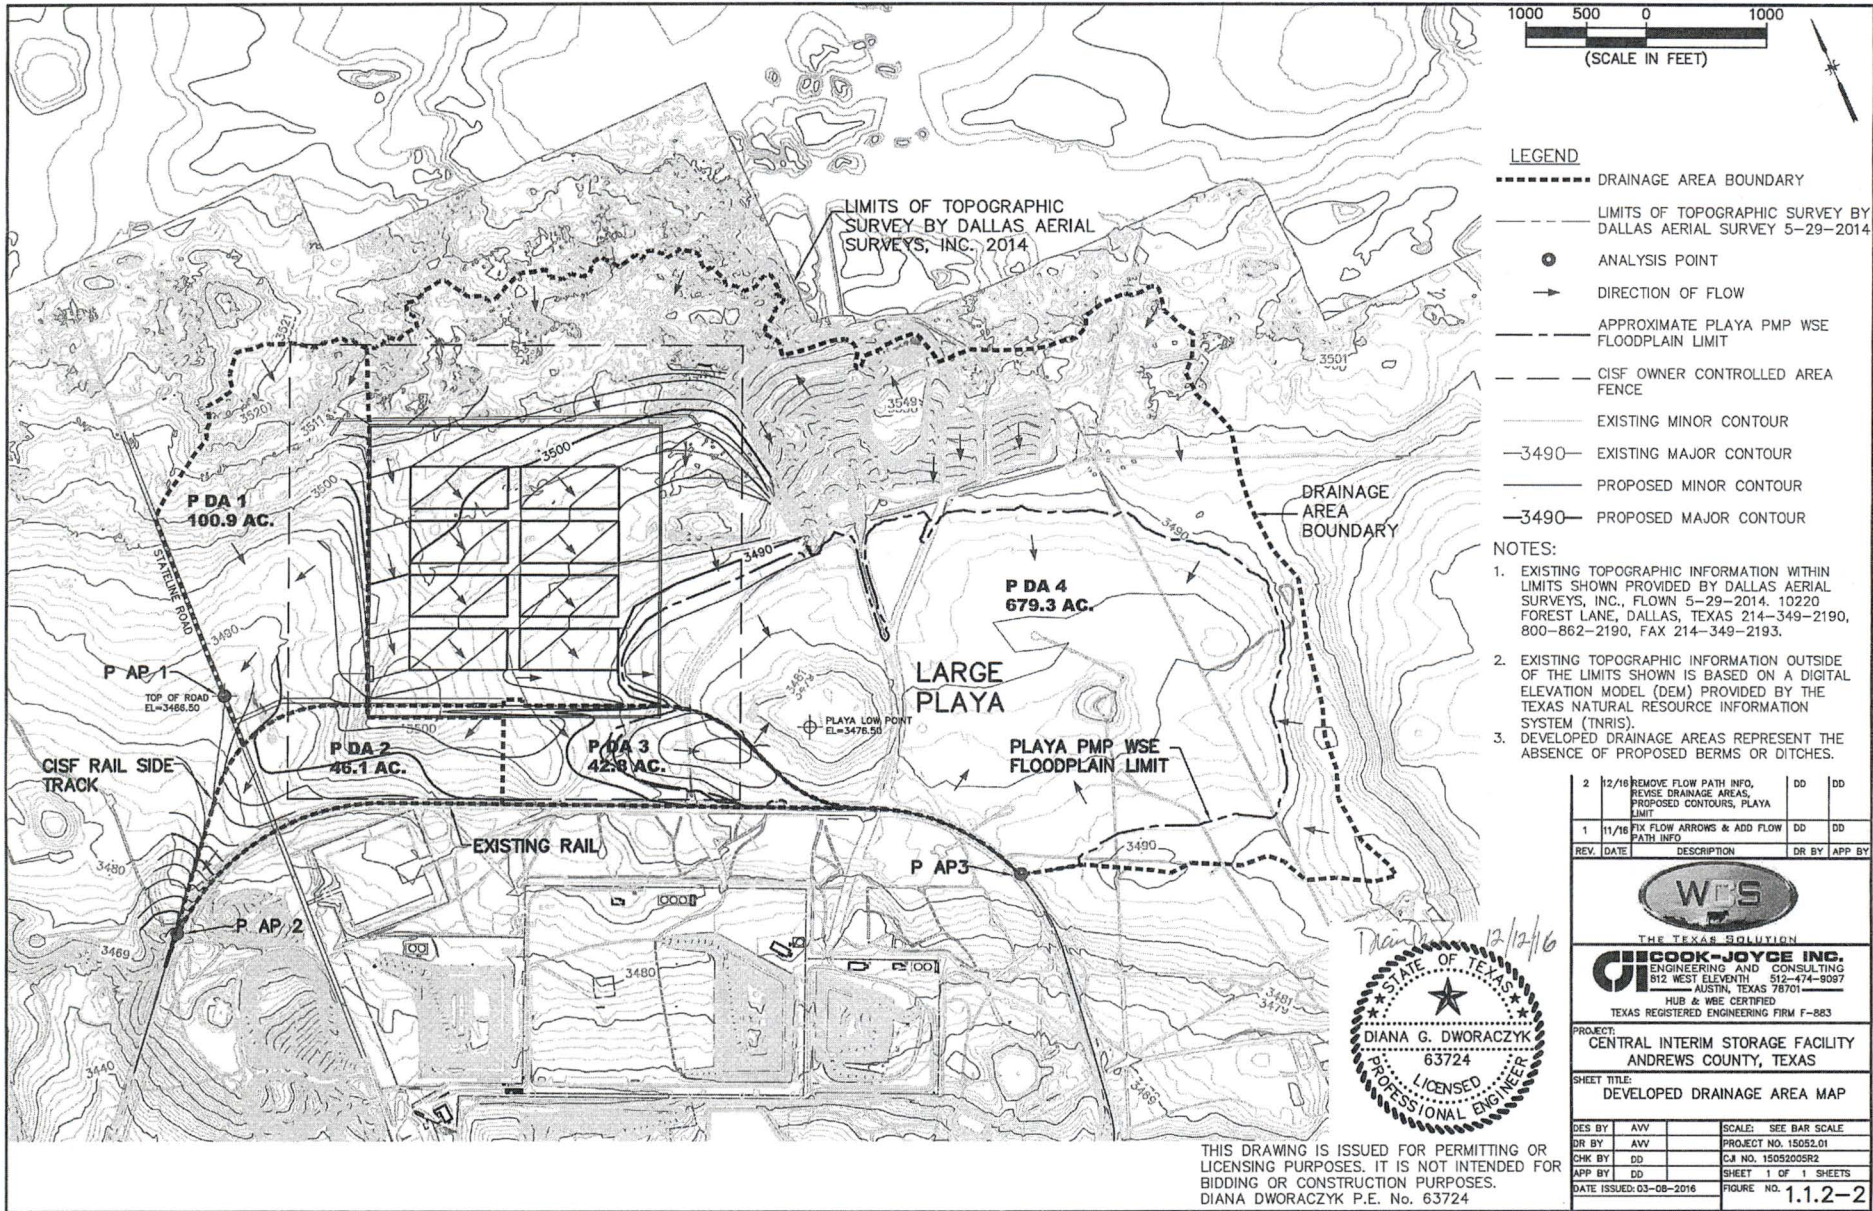 1000 500 0 1000
(SCALE IN FEET)
LEGEND
DRAINAGE AREA BOUNDARY
LIMITS OF TOPOGRAPHIC SURVEY BY
DALLAS AERIAL SURVEY 5-29-2014
ANALYSIS POINT
DIRECTION OF FLOW
APPROXIMATE PLAYA PMP WSE
FLOODPLAIN LIMIT
CISF OWNER CONTROLLED AREA
FENCE
EXISTING MINOR CONTOUR
3490 EXISTING MAJOR CONTOUR
PROPOSED MINOR CONTOUR
3490 PROPOSED MAJOR CONTOUR
NOTES:
1. EXISTING TOPOGRAPHIC INFORMATION WITHIN
LIMITS SHOWN PROVIDED BY DALLAS AERIAL
SURVEYS, INC., FLOWN 5-29-2014. 10220
FOREST LANE, DALLAS, TEXAS 214-349-2190,
800-862-2190, FAX 214-349-2193.
2. EXISTING TOPOGRAPHIC INFORMATION OUTSIDE
OF THE LIMITS SHOWN IS BASED ON A DIGITAL
ELEVATION MODEL (DEM) PROVIDED BY THE
TEXAS NATURAL RESOURCE INFORMATION
SYSTEM (TNRIS).
3. DEVELOPED DRAINAGE AREAS REPRESENT THE
ABSENCE OF PROPOSED BERMS OR DITCHES.
LIMITS OF TOPOGRAPHIC
SURVEY BY DALLAS AERIAL
SURVEYS, INC. 2014
3521
3520
3511
3501
3549
3500
3500
P DA 1
100.9 AC.
DRAINAGE
AREA
BOUNDARY
3490
3490
STATELINE ROAD
P DA 4
679.3 AC.
3490
P AP 1
TOP OF ROAD
EL=3486.50
LARGE
PLAYA
3481
PLAYA LOW POINT
EL=3476.50
3500
P DA 2
46.1 AC.
P DA 3
42.8 AC.
PLAYA PMP WSE
FLOODPLAIN LIMIT
CISF RAIL SIDE
TRACK
EXISTING RAIL
3490
P AP3
3480
P AP 2
3469
3480
3481
3479
3440
3469
2 12/16 REMOVE FLOW PATH INFO, REVISE DRAINAGE AREAS, PROPOSED CONTOURS, PLAYA LIMIT DD DD
1 11/16 FIX FLOW ARROWS & ADD FLOW PATH INFO DD DD
REV. DATE DESCRIPTION DR BY APP BY
WCS
THE TEXAS SOLUTION
CJI COOK-JOYCE INC.
ENGINEERING AND CONSULTING
812 WEST ELEVENTH 512-474-9097
AUSTIN, TEXAS 78701
HUB & WBE CERTIFIED
TEXAS REGISTERED ENGINEERING FIRM F-883
PROJECT:
CENTRAL INTERIM STORAGE FACILITY
ANDREWS COUNTY, TEXAS
SHEET TITLE:
DEVELOPED DRAINAGE AREA MAP
DES BY AVV SCALE: SEE BAR SCALE
DR BY AVV PROJECT NO. 15052.01
CHK BY DD CJI NO. 15052005R2
APP BY DD SHEET 1 OF 1 SHEETS
DATE ISSUED: 03-08-2016 FIGURE NO. 1.1.2-2
12/12/16
STATE OF TEXAS
DIANA G. DWORACZYK
63724
LICENSED
PROFESSIONAL ENGINEER
THIS DRAWING IS ISSUED FOR PERMITTING OR
LICENSING PURPOSES. IT IS NOT INTENDED FOR
BIDDING OR CONSTRUCTION PURPOSES.
DIANA DWORACZYK P.E. No. 63724